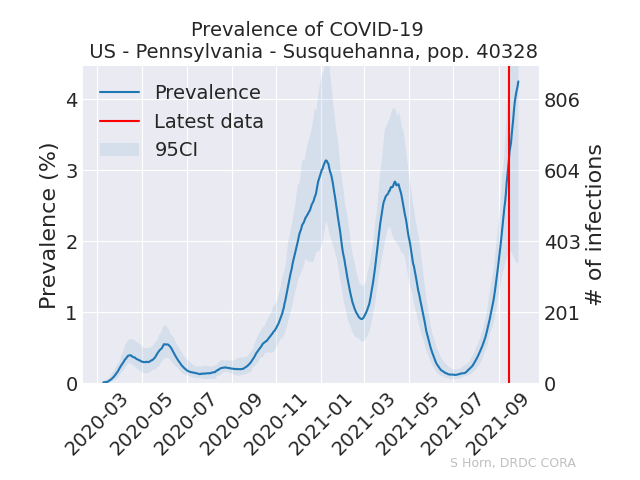 Prevalence of COVID-19
US - Pennsylvania - Susquehanna, pop. 40328
Prevalence
Latest data
95CI
Prevalence (%)
4
3
2
1
0
806
604
403
201
0
# of infections
2020-03
2020-05
2020-07
2020-09
2020-11
2021-01
2021-03
2021-05
2021-07
2021-09
S Horn, DRDC CORA